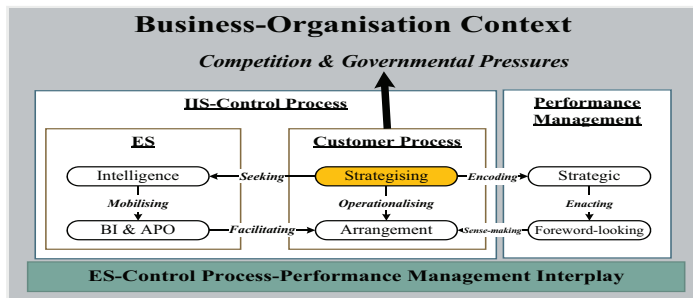 Business-Organisation Context
Competition & Governmental Pressures
IIS-Control Process
Performance
Management
ES
Customer Process
Intelligence
Seeking
Strategising
Encoding
Strategic
Mobilising
Operationalising
Enacting
BI & APO
Facilitating
Arrangement
Sense-making
Foreword-looking
ES-Control Process-Performance Management Interplay